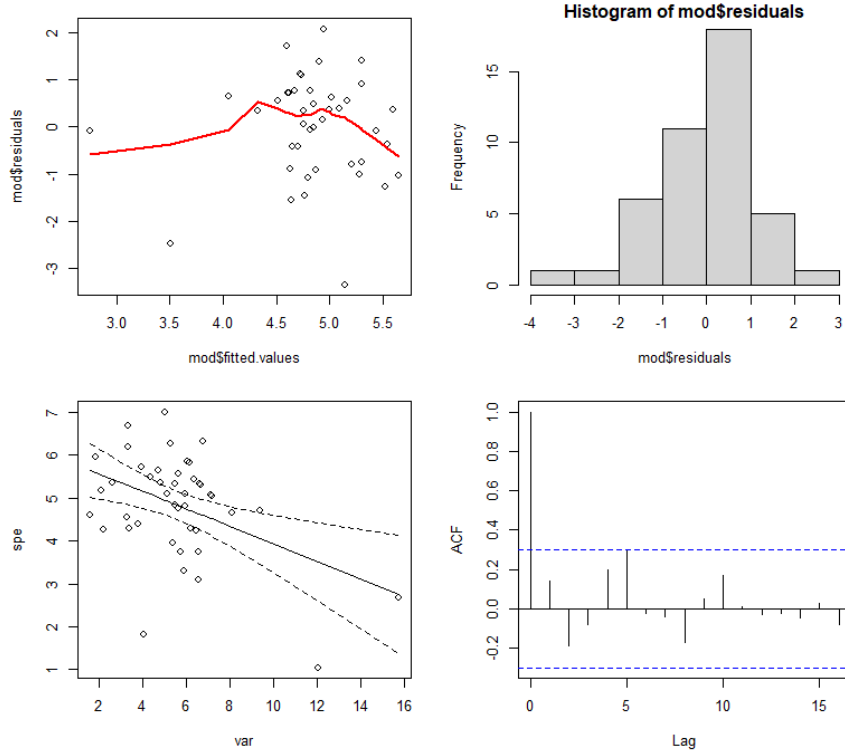 mod$residuals
2
1
0
-1
-2
-3
3.0 3.5 4.0 4.5 5.0 5.5
mod$fitted.values
Histogram of mod$residuals
Frequency
15
10
5
0
-4 -3 -2 -1 0 1 2 3
mod$residuals
spe
7
6
5
4
3
2
1
2 4 6 8 10 12 14 16
var
ACF
1.0
0.8
0.6
0.4
0.2
0.0
-0.2
0 5 10 15
Lag